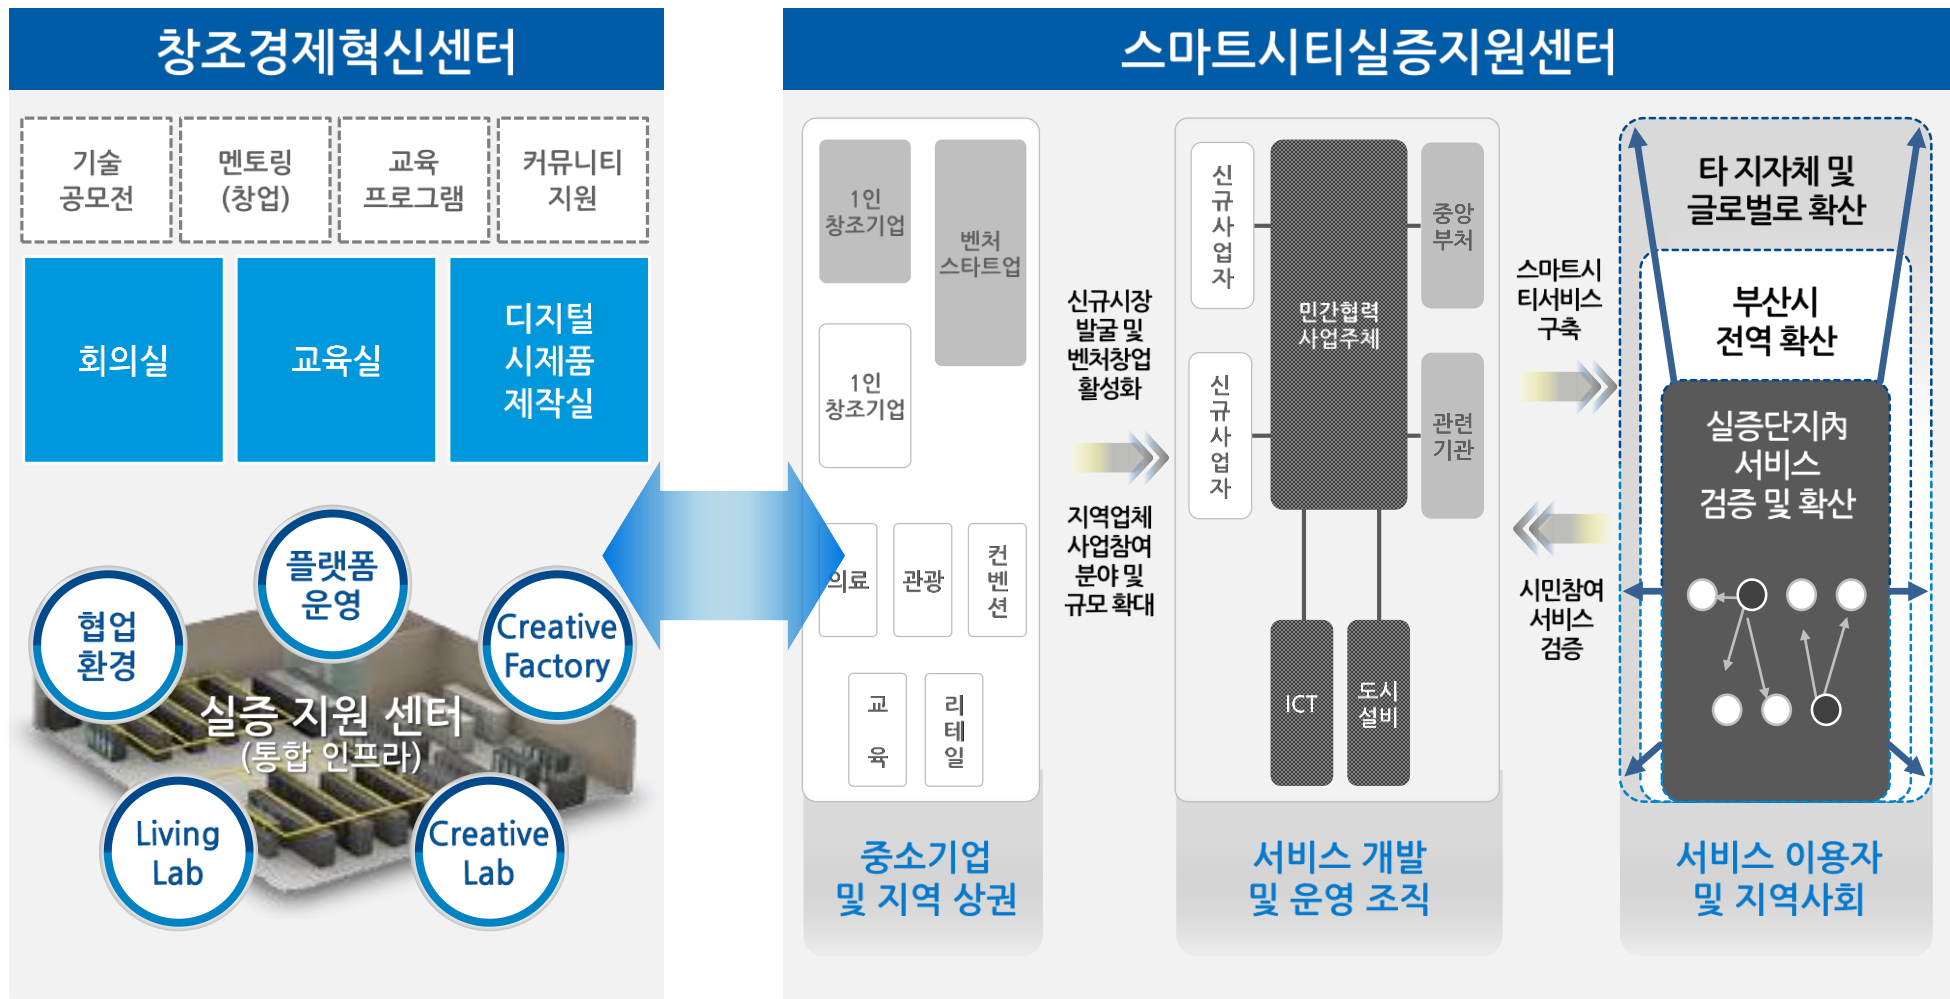 창조경제혁신센터
기술
공모전
멘토링
(창업)
교육
프로그램
커뮤니티
지원
회의실
교육실
디지털
시제품
제작실
플랫폼
운영
협업
환경
Creative
Factory
실증 지원 센터
(통합 인프라)
Living
Lab
Creative
Lab
스마트시티실증지원센터
1인
창조기업
벤처
스타트업
1인
창조기업
의료
관광
컨
벤
션
교
육
리
테
일
중소기업
및 지역 상권
신규시장
발굴 및
벤처창업
활성화
지역업체
사업참여
분야 및
규모 확대
신
규
사
업
자
신
규
사
업
자
민간협력
사업주체
중앙
부처
관련
기관
ICT
도시
설비
서비스 개발
및 운영 조직
스마트시
티서비스
구축
시민참여
서비스
검증
타 지자체 및
글로벌로 확산
부산시
전역 확산
실증단지內
서비스
검증 및 확산
서비스 이용자
및 지역사회